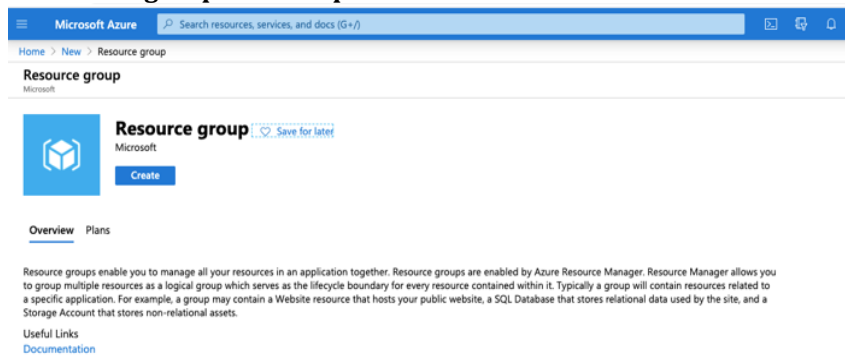 Microsoft Azure
Search resources, services, and docs (G+/)
Home > New > Resource group
Resource group
Microsoft
Resource group
Save for later
Microsoft
Create
Overview Plans
Resource groups enable you to manage all your resources in an application together. Resource groups are enabled by Azure Resource Manager. Resource Manager allows you
to group multiple resources as a logical group which serves as the lifecycle boundary for every resource contained within it. Typically a group will contain resources related to
a specific application. For example, a group may contain a Website resource that hosts your public website, a SQL Database that stores relational data used by the site, and a
Storage Account that stores non-relational assets.
Useful Links
Documentation